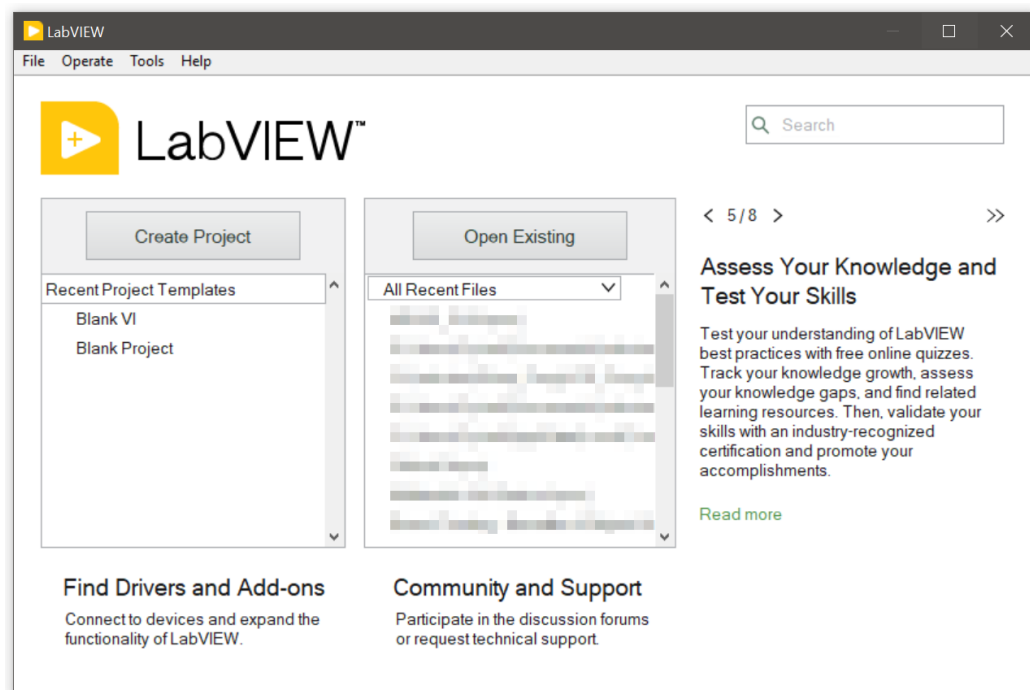 LabVIEW
File Operate Tools Help
LabVIEW™
Search
Create Project
Recent Project Templates
Blank VI
Blank Project
Open Existing
All Recent Files
< 5/8 > >>
Assess Your Knowledge and
Test Your Skills
Test your understanding of LabVIEW
best practices with free online quizzes.
Track your knowledge growth, assess
your knowledge gaps, and find related
learning resources. Then, validate your
skills with an industry-recognized
certification and promote your
accomplishments.
Read more
Find Drivers and Add-ons
Connect to devices and expand the
functionality of LabVIEW.
Community and Support
Participate in the discussion forums
or request technical support.